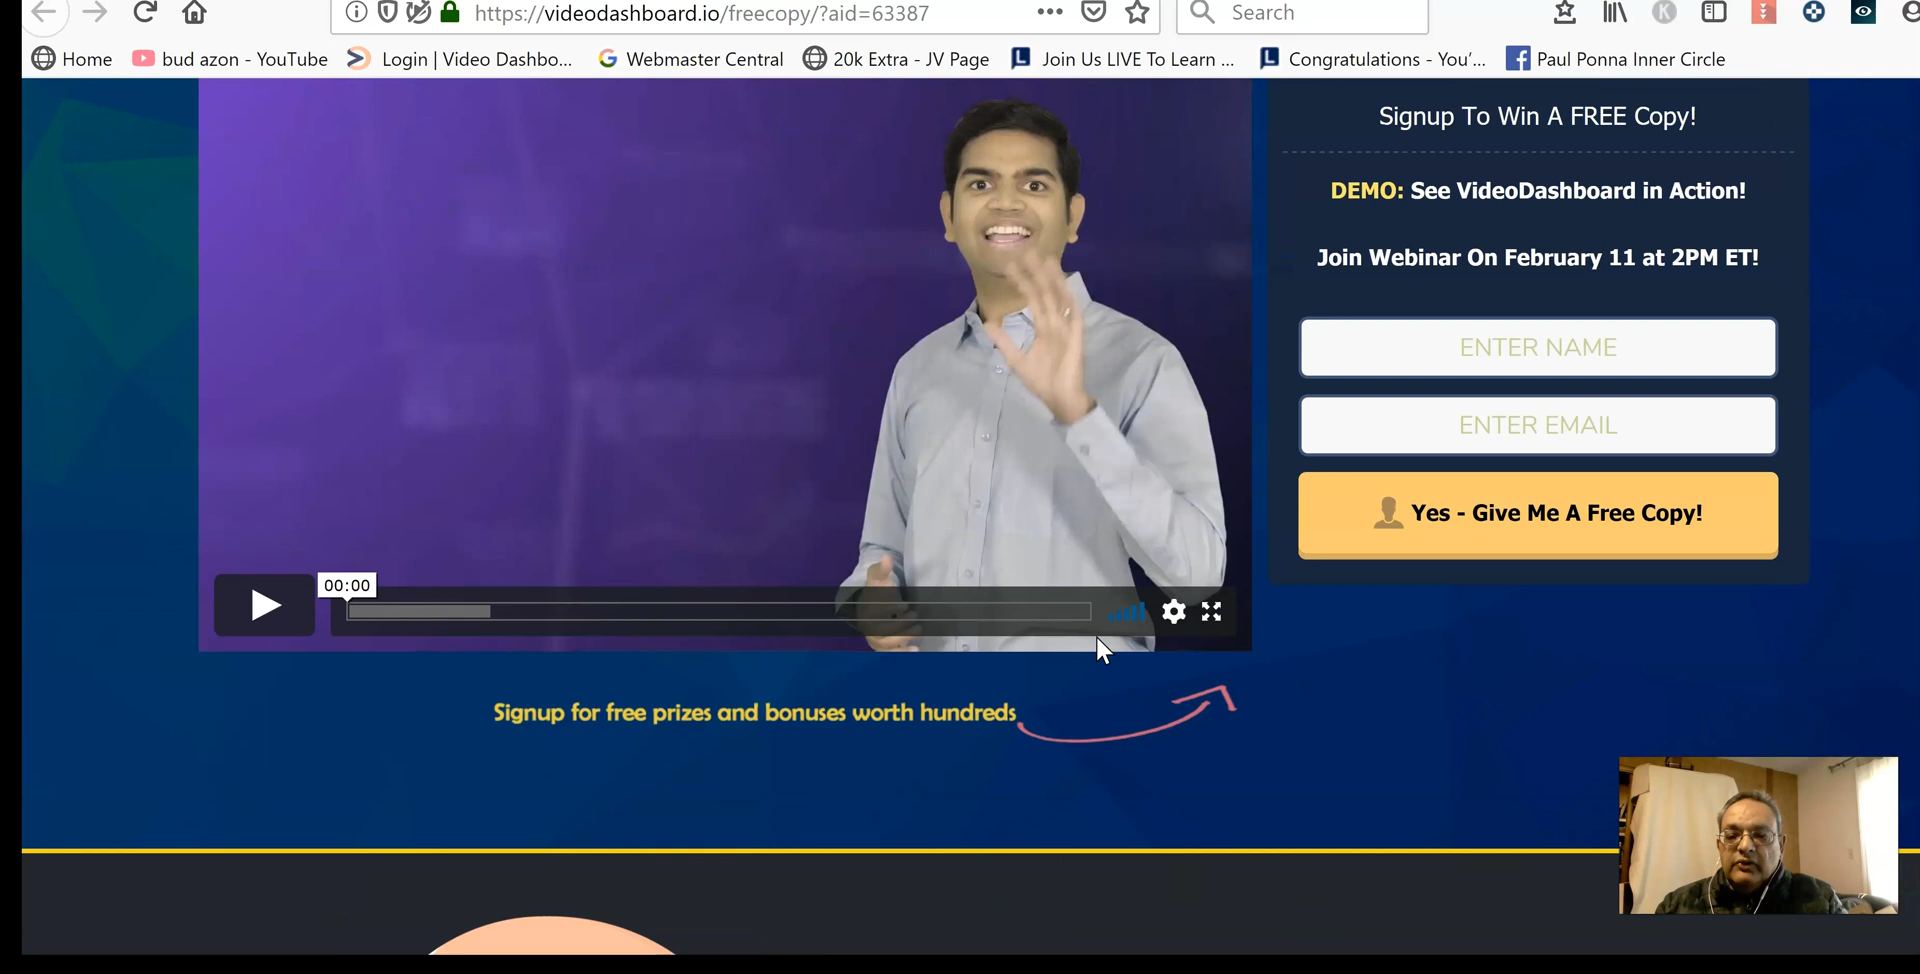 https://videodashboard.io/freecopy/?aid=63387
Search
Home
bud azon - YouTube
Login | Video Dashbo...
Webmaster Central
20k Extra - JV Page
Join Us LIVE To Learn ...
Congratulations - You'...
Paul Ponna Inner Circle
Signup To Win A FREE Copy!
DEMO: See VideoDashboard in Action!
Join Webinar On February 11 at 2PM ET!
ENTER NAME
ENTER EMAIL
Yes - Give Me A Free Copy!
00:00
Signup for free prizes and bonuses worth hundreds